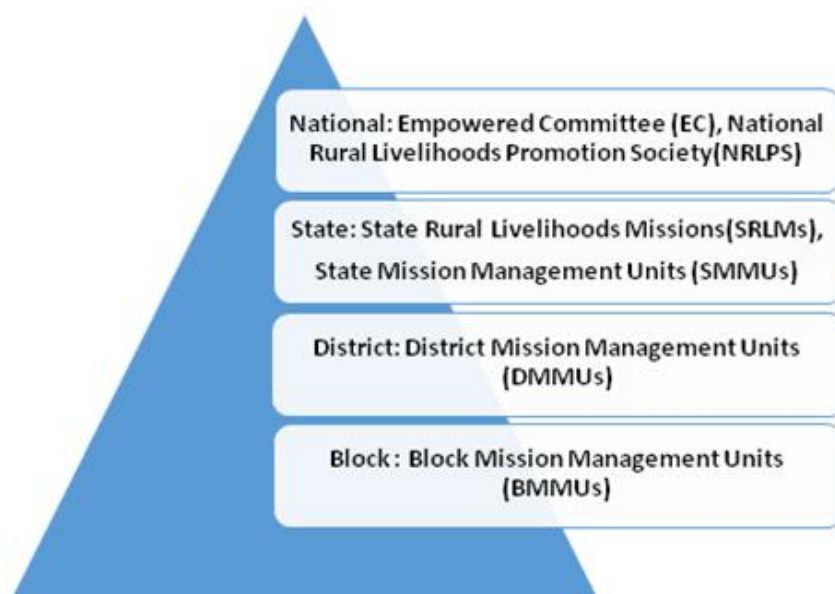 National: Empowered Committee (EC), National
Rural Livelihoods Promotion Society(NRLPS)
State: State Rural Livelihoods Missions(SRLMs),
State Mission Management Units (SMMUs)
District: District Mission Management Units
(DMMUs)
Block : Block Mission Management Units
(BMMUs)